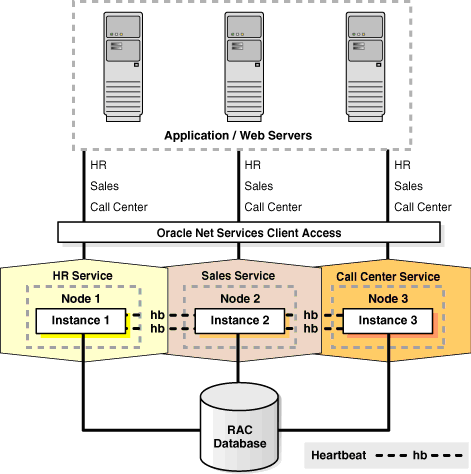 Application / Web Servers
HR HR HR
Sales Sales Sales
Call Center Call Center Call Center
Oracle Net Services Client Access
HR Service Sales Service Call Center Service
Node 1 Node 2 Node 3
Instance 1 hb Instance 2 hb Instance 3
hb hb
RAC
Database
Heartbeat hb